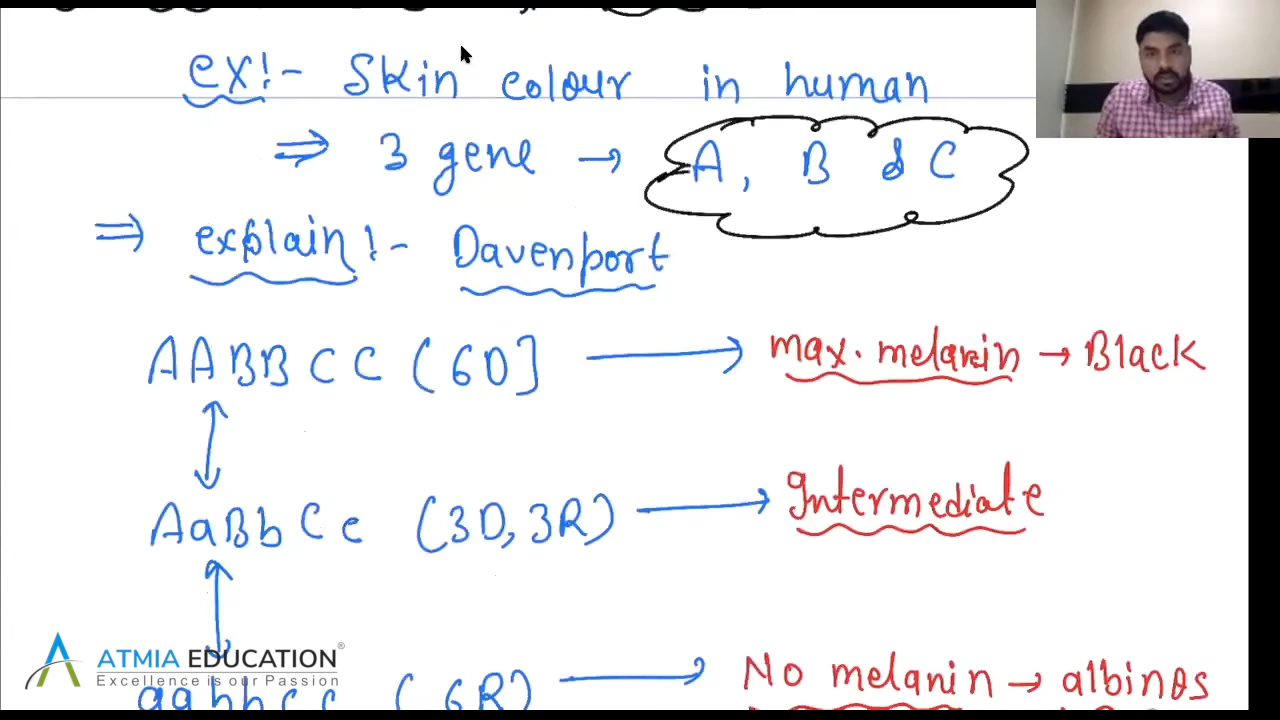 ex!- Skin colour in human
⇒ 3 gene → A, B & C
⇒ explain!- Davenport
AABBCC (6D] → max. melanin → Black
AaBbCc (3D,3R) → Intermediate
aabbcc (6R) → No melanin → albinos
ATMIA EDUCATION®
Excellence is our Passion